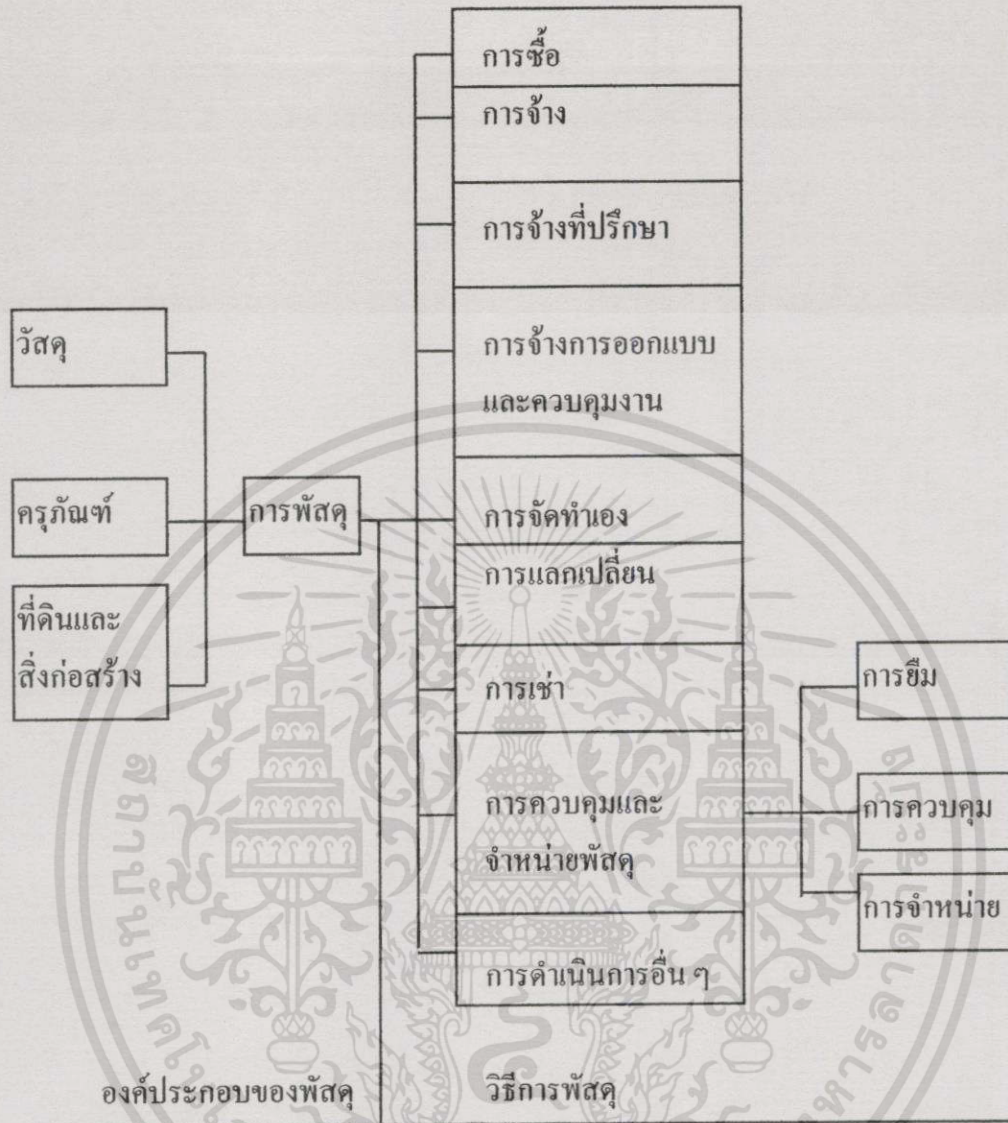 วัสดุ
ครุภัณฑ์
ที่ดินและ
สิ่งก่อสร้าง
การพัสดุ
การซื้อ
การจ้าง
การจ้างที่ปรึกษา
การจ้างการออกแบบ
และควบคุมงาน
การจัดทำเอง
การแลกเปลี่ยน
การเช่า
การควบคุมและ
จำหน่ายพัสดุ
การดำเนินการอื่น ๆ
การยืม
การควบคุม
การจำหน่าย
องค์ประกอบของพัสดุ
วิธีการพัสดุ